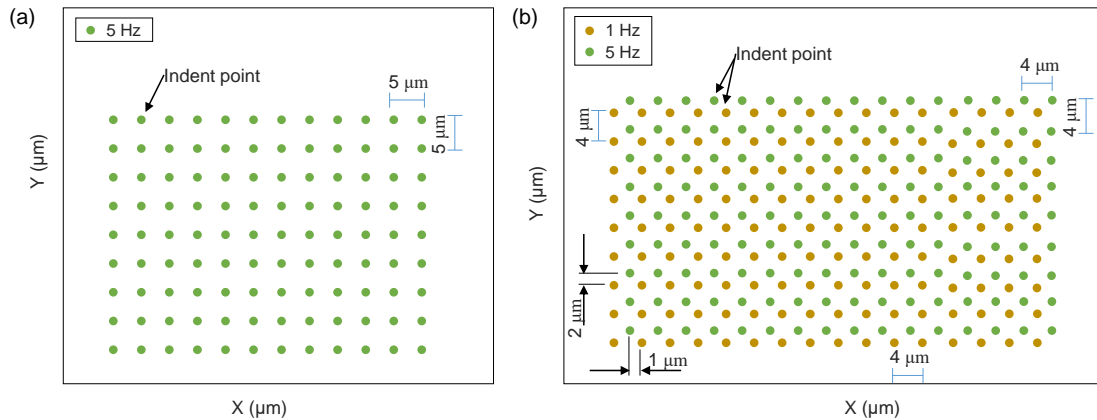 (a)
5 Hz
Indent point
5 μm
5 μm
Y (µm)
X (µm)
(b)
1 Hz
5 Hz
Indent point
4 μm
4 μm
4 μm
Y (µm)
2 μm
1 μm
4 μm
X (µm)